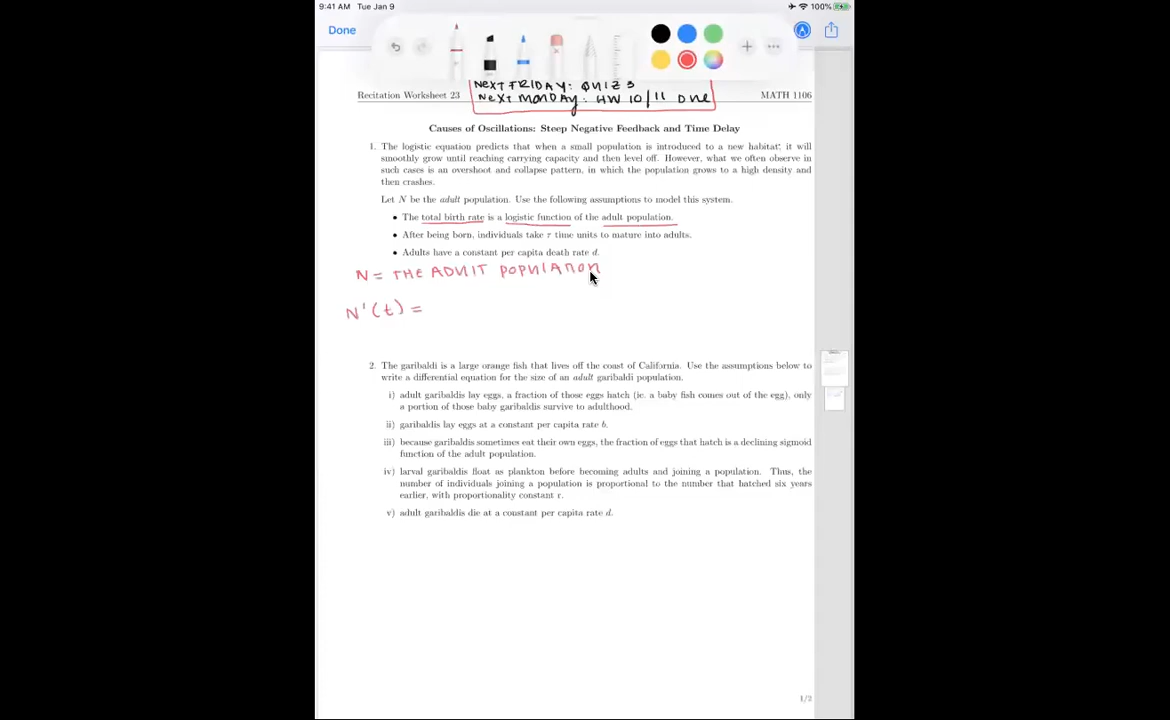 9:41 AM Tue Jan 9
100%
Done
NEXT FRIDAY: QUIZ 3
Recitation Worksheet 23
NEXT MONDAY: HW 10/11 DUE
MATH 1106
Causes of Oscillations: Steep Negative Feedback and Time Delay
1. The logistic equation predicts that when a small population is introduced to a new habitat, it will
smoothly grow until reaching carrying capacity and then level off. However, what we often observe in
such cases is an overshoot and collapse pattern, in which the population grows to a high density and
then crashes.
Let N be the adult population. Use the following assumptions to model this system.
• The total birth rate is a logistic function of the adult population.
• After being born, individuals take τ time units to mature into adults.
• Adults have a constant per capita death rate d.
N = THE ADULT POPULATION
N'(t) =
2. The garibaldi is a large orange fish that lives off the coast of California. Use the assumptions below to
write a differential equation for the size of an adult garibaldi population.
i) adult garibaldis lay eggs, a fraction of those eggs hatch (ie. a baby fish comes out of the egg), only
a portion of those baby garibaldis survive to adulthood.
ii) garibaldis lay eggs at a constant per capita rate b.
iii) because garibaldis sometimes eat their own eggs, the fraction of eggs that hatch is a declining sigmoid
function of the adult population.
iv) larval garibaldis float as plankton before becoming adults and joining a population. Thus, the
number of individuals joining a population is proportional to the number that hatched six years
earlier, with proportionality constant r.
v) adult garibaldis die at a constant per capita rate d.
1/2